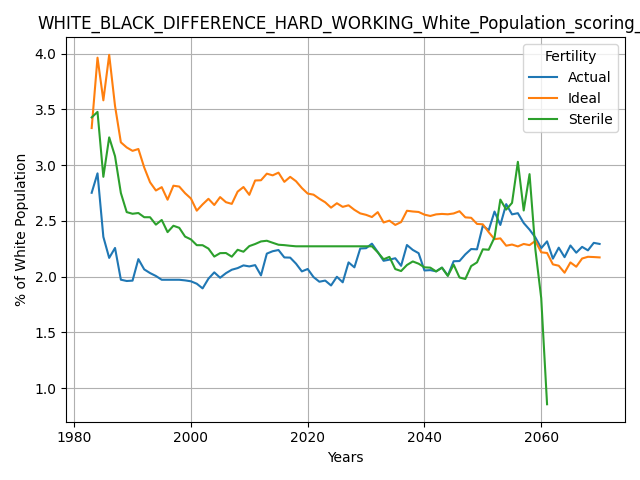 WHITE_BLACK_DIFFERENCE_HARD_WORKING_White_Population_scoring_
Fertility
Actual
Ideal
Sterile
% of White Population
4.0
3.5
3.0
2.5
2.0
1.5
1.0
1980
2000
2020
2040
2060
Years